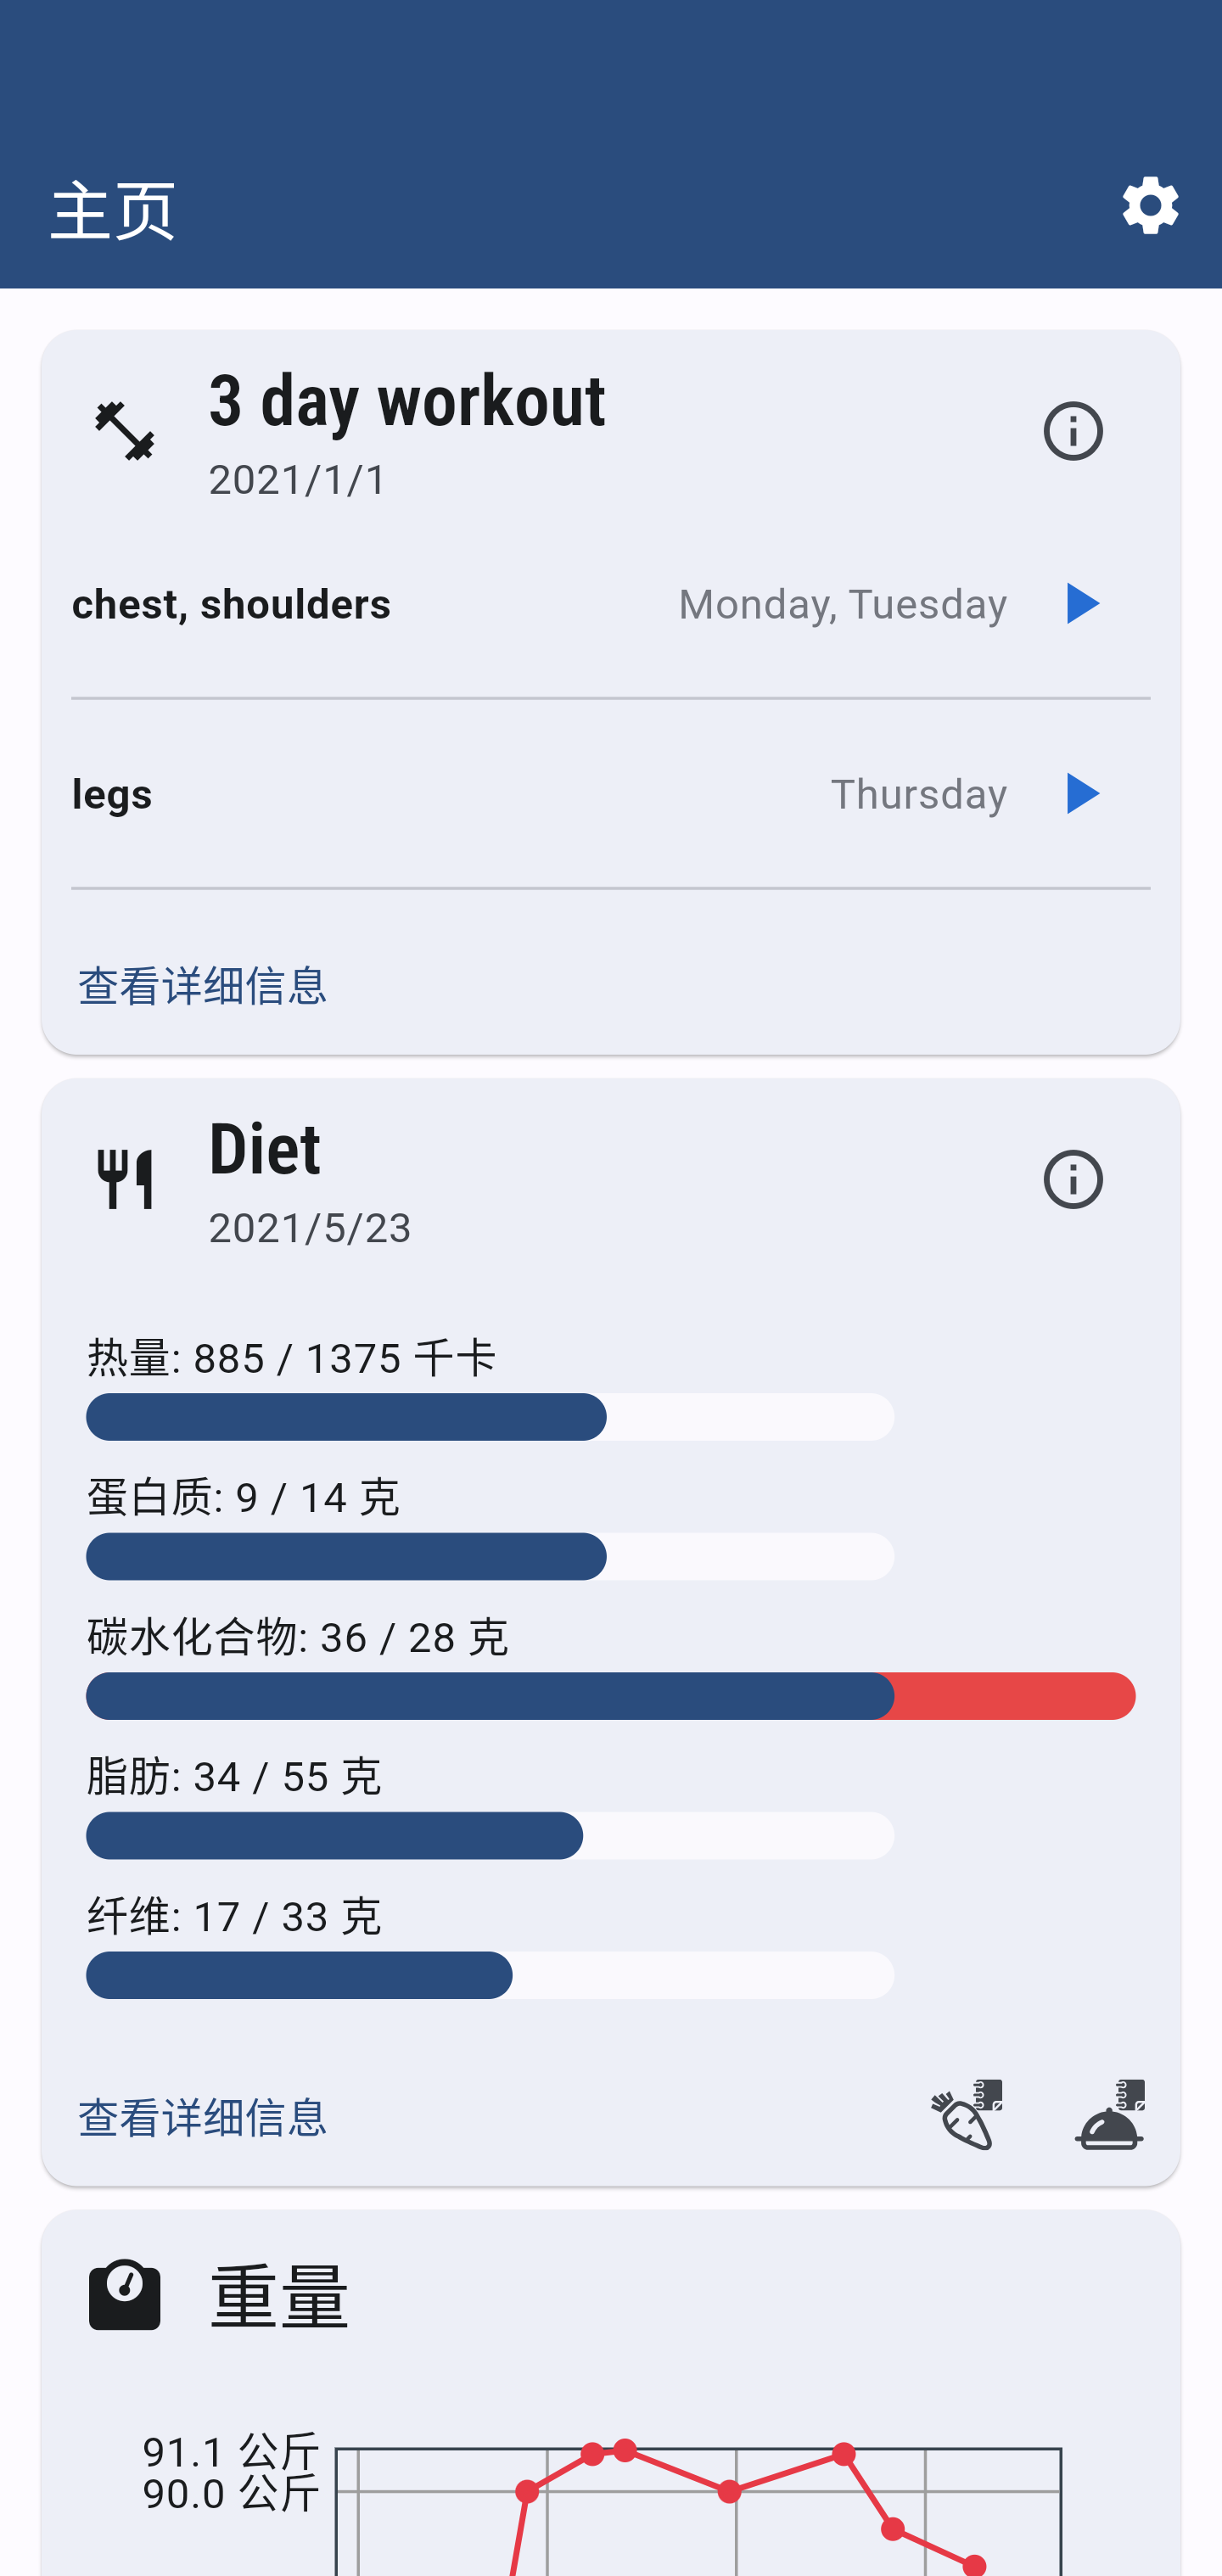 主页
3 day workout
2021/1/1
chest, shoulders Monday, Tuesday
legs Thursday
查看详细信息
Diet
2021/5/23
热量: 885 / 1375 千卡
蛋白质: 9 / 14 克
碳水化合物: 36 / 28 克
脂肪: 34 / 55 克
纤维: 17 / 33 克
查看详细信息
重量
91.1 公斤
90.0 公斤